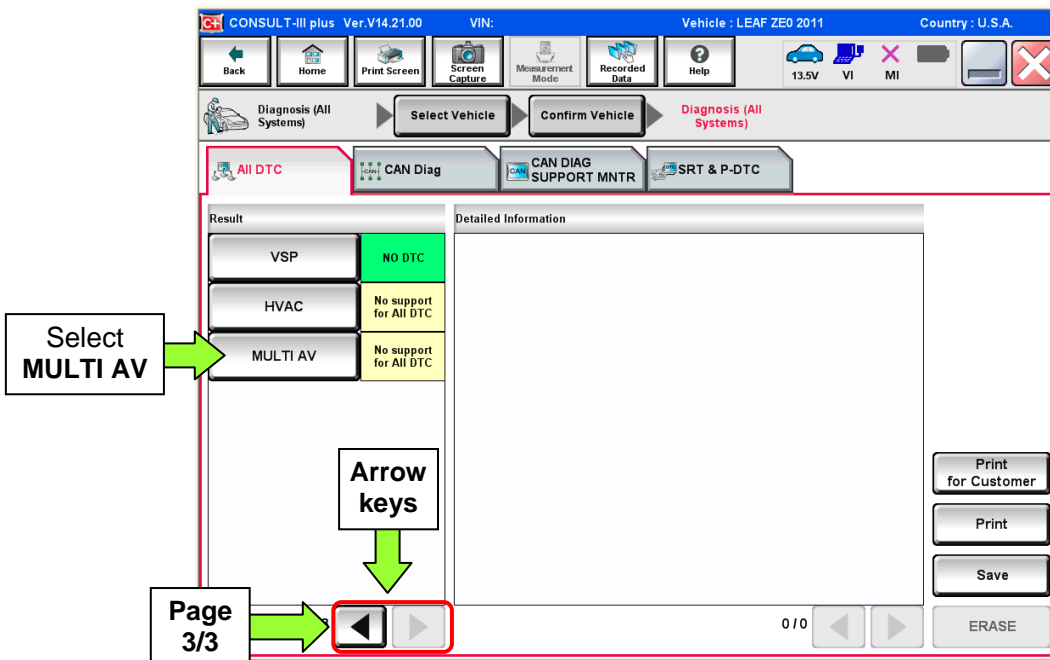 CONSULT-III plus Ver.V14.21.00 VIN: Vehicle : LEAF ZE0 2011 Country : U.S.A.
Back
Home
Print Screen
Screen
Capture
Measurement
Mode
Recorded
Data
Help
13.5V
VI
MI
Diagnosis (All
Systems)
Select Vehicle
Confirm Vehicle
Diagnosis (All
Systems)
All DTC
CAN Diag
CAN DIAG
SUPPORT MNTR
SRT & P-DTC
Result
Detailed Information
VSP
NO DTC
HVAC
No support
for All DTC
MULTI AV
No support
for All DTC
Select
MULTI AV
Arrow
keys
Page
3/3
0/0
Print
for Customer
Print
Save
ERASE